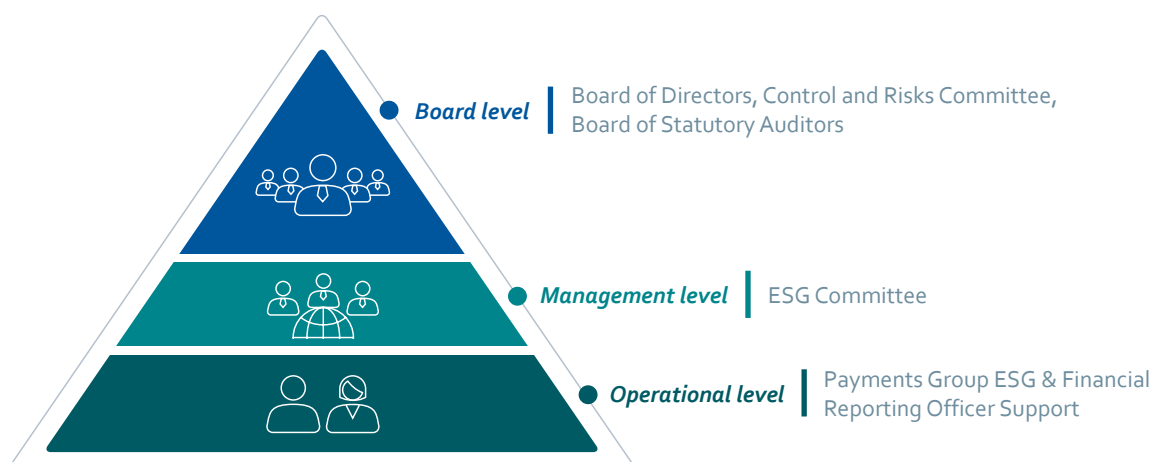 Board level
Board of Directors, Control and Risks Committee,
Board of Statutory Auditors
Management level
ESG Committee
Operational level
Payments Group ESG & Financial
Reporting Officer Support